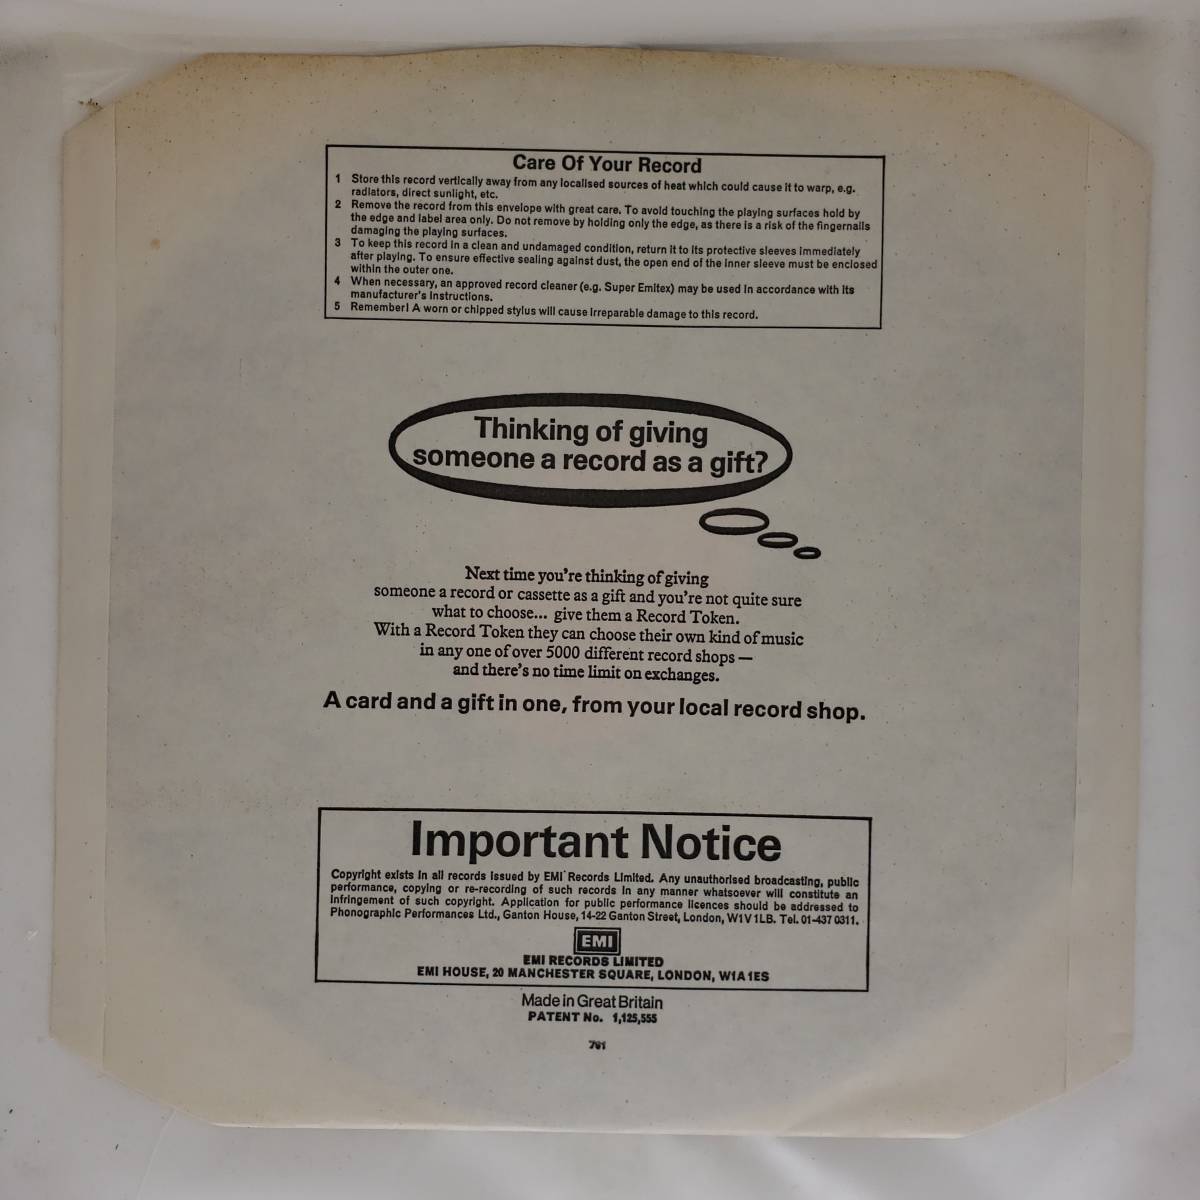 Care Of Your Record
1 Store this record vertically away from any localised sources of heat which could cause it to warp, e.g.
radiators, direct sunlight, etc.
2 Remove the record from this envelope with great care. To avoid touching the playing surfaces hold by
the edge and label area only. Do not remove by holding only the edge, as there is a risk of the fingernails
damaging the playing surfaces.
3 To keep this record in a clean and undamaged condition, return it to its protective sleeves immediately
after playing. To ensure effective sealing against dust, the open end of the inner sleeve must be enclosed
within the outer one.
4 When necessary, an approved record cleaner (e.g. Super Emitex) may be used in accordance with its
manufacturer's instructions.
5 Remember! A worn or chipped stylus will cause irreparable damage to this record.
Thinking of giving
someone a record as a gift?
Next time you're thinking of giving
someone a record or cassette as a gift and you're not quite sure
what to choose... give them a Record Token.
With a Record Token they can choose their own kind of music
in any one of over 5000 different record shops —
and there's no time limit on exchanges.
A card and a gift in one, from your local record shop.
Important Notice
Copyright exists in all records issued by EMI Records Limited. Any unauthorised broadcasting, public
performance, copying or re-recording of such records in any manner whatsoever will constitute an
infringement of such copyright. Application for public performance licences should be addressed to
Phonographic Performances Ltd., Ganton House, 14-22 Ganton Street, London, W1V 1LB. Tel. 01-437 0311.
EMI
EMI RECORDS LIMITED
EMI HOUSE, 20 MANCHESTER SQUARE, LONDON, W1A 1ES
Made in Great Britain
PATENT No. 1,125,555
761